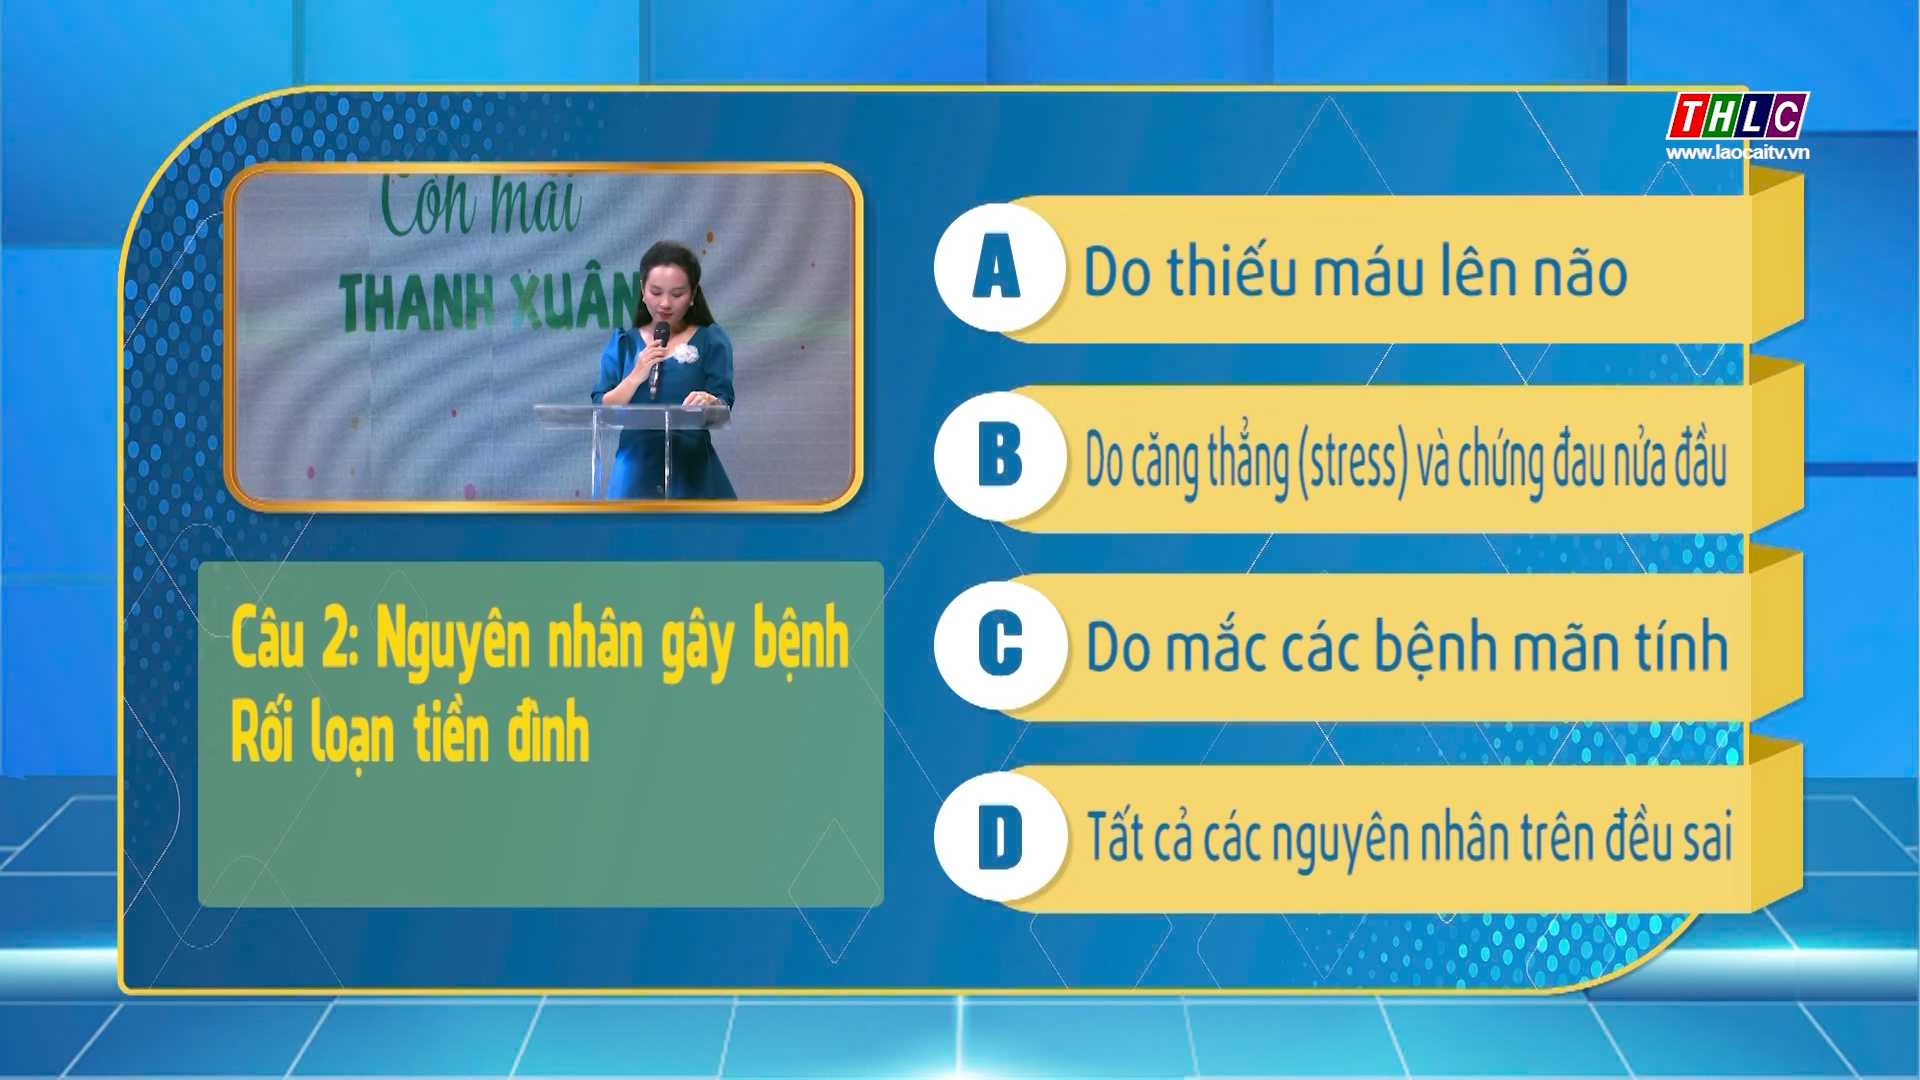 THLC
www.laocaitv.vn
Còn mãi
THANH XUÂN
Câu 2: Nguyên nhân gây bệnh
Rối loạn tiền đình
A Do thiếu máu lên não
B Do căng thẳng (stress) và chứng đau nửa đầu
C Do mắc các bệnh mãn tính
D Tất cả các nguyên nhân trên đều sai